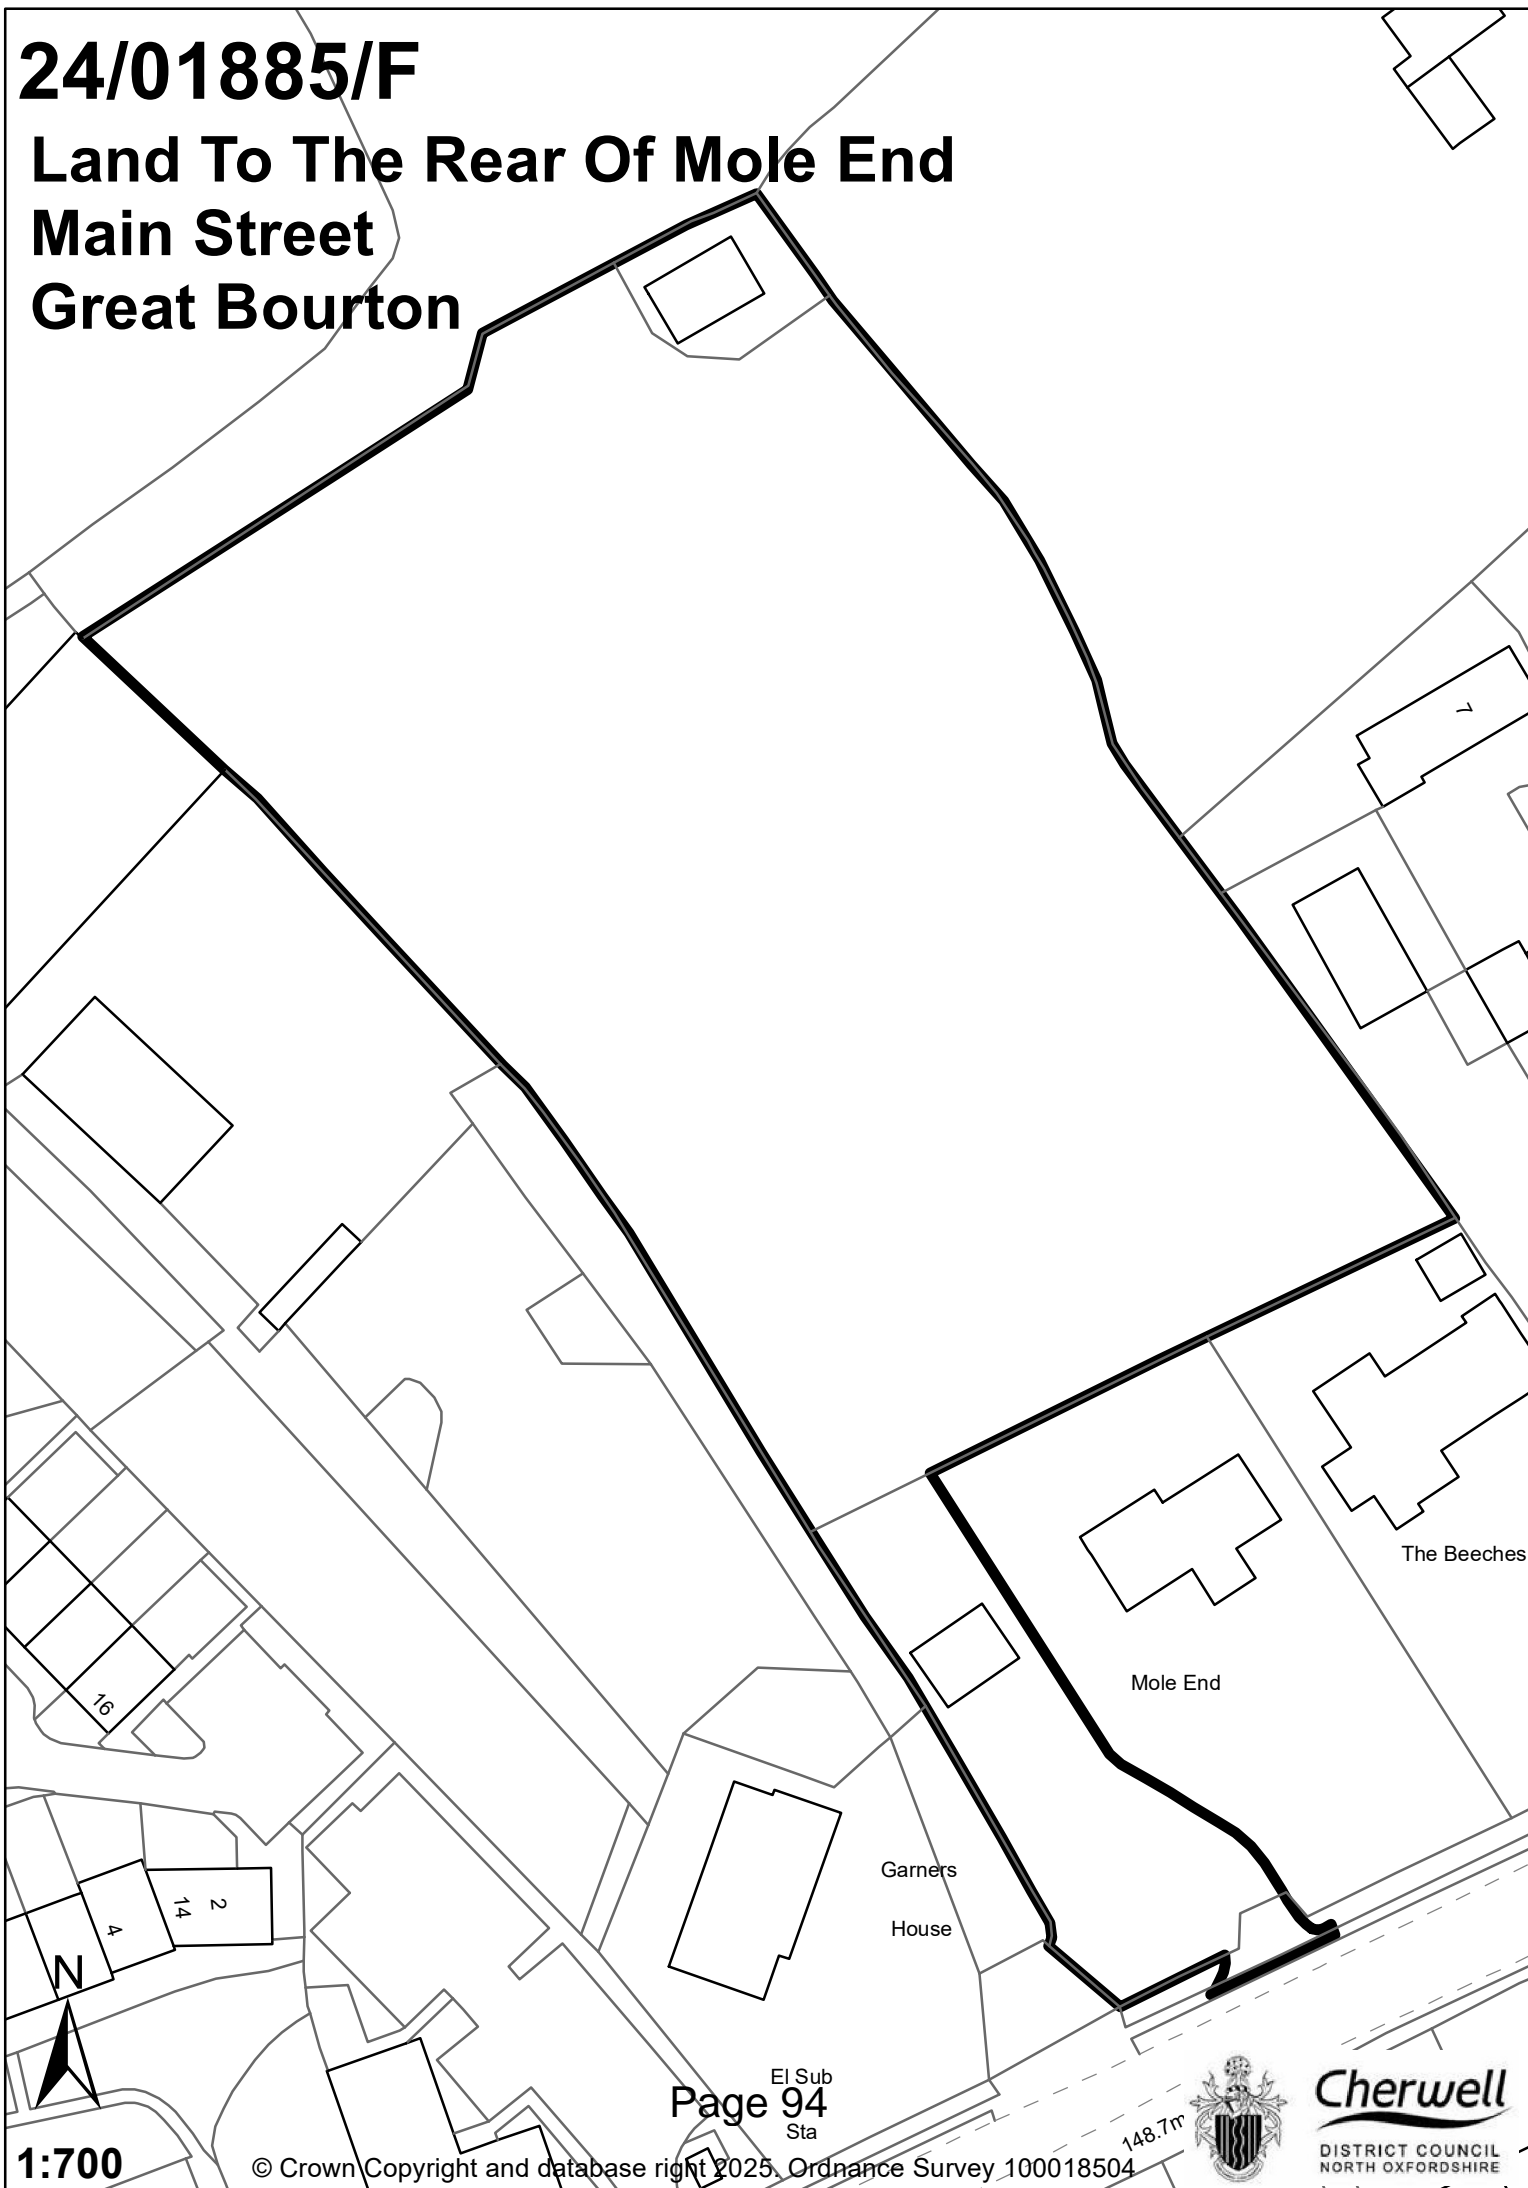 24/01885/F
Land To The Rear Of Mole End
Main Street
Great Bourton
7
The Beeches
Mole End
16
Garners
House
2
14
4
N
El Sub
Sta
Page 94
148.7m
Cherwell
DISTRICT COUNCIL
NORTH OXFORDSHIRE
1:700
© Crown Copyright and database right 2025. Ordnance Survey 100018504